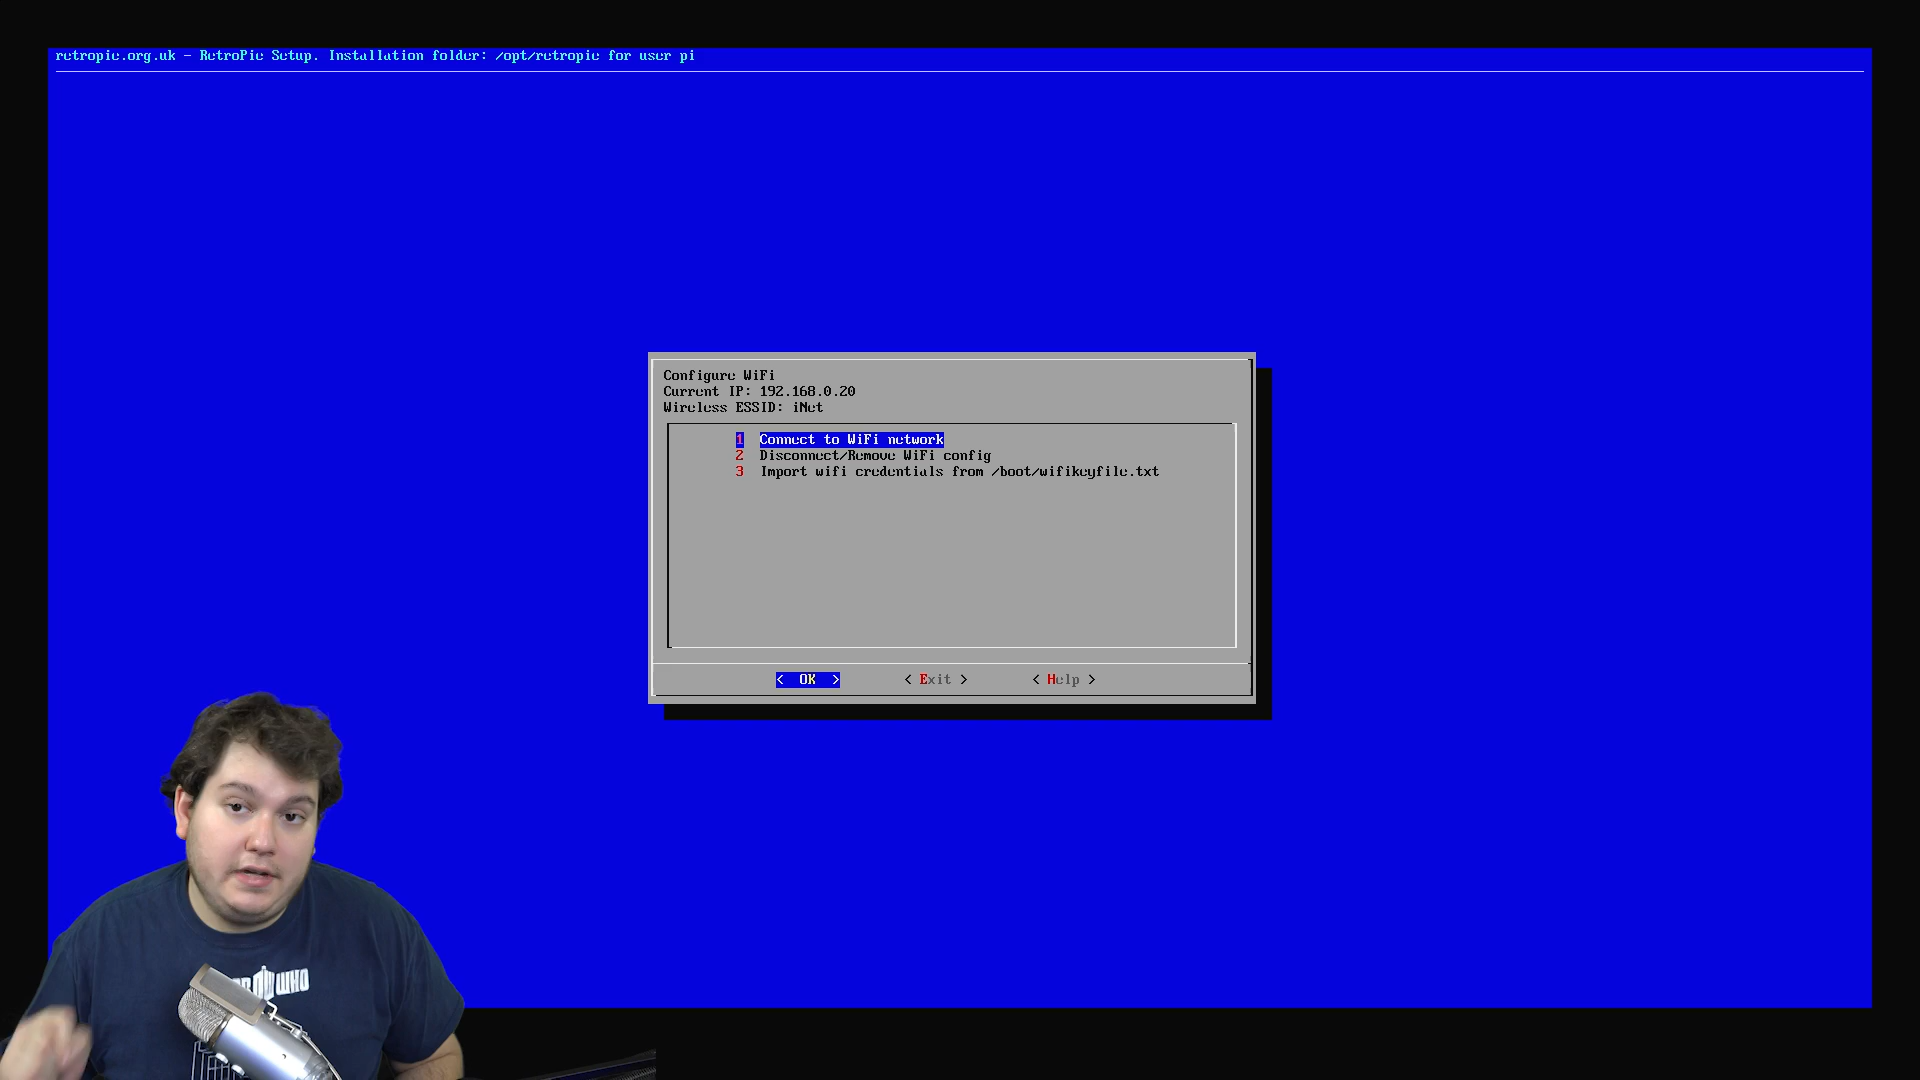 retropie.org.uk - RetroPie Setup. Installation folder: /opt/retropie for user pi
Configure WiFi
Current IP: 192.168.0.20
Wireless ESSID: iNet
1 Connect to WiFi network
2 Disconnect/Remove WiFi config
3 Import wifi credentials from /boot/wifikeyfile.txt
< OK > < Exit > < Help >
WHO